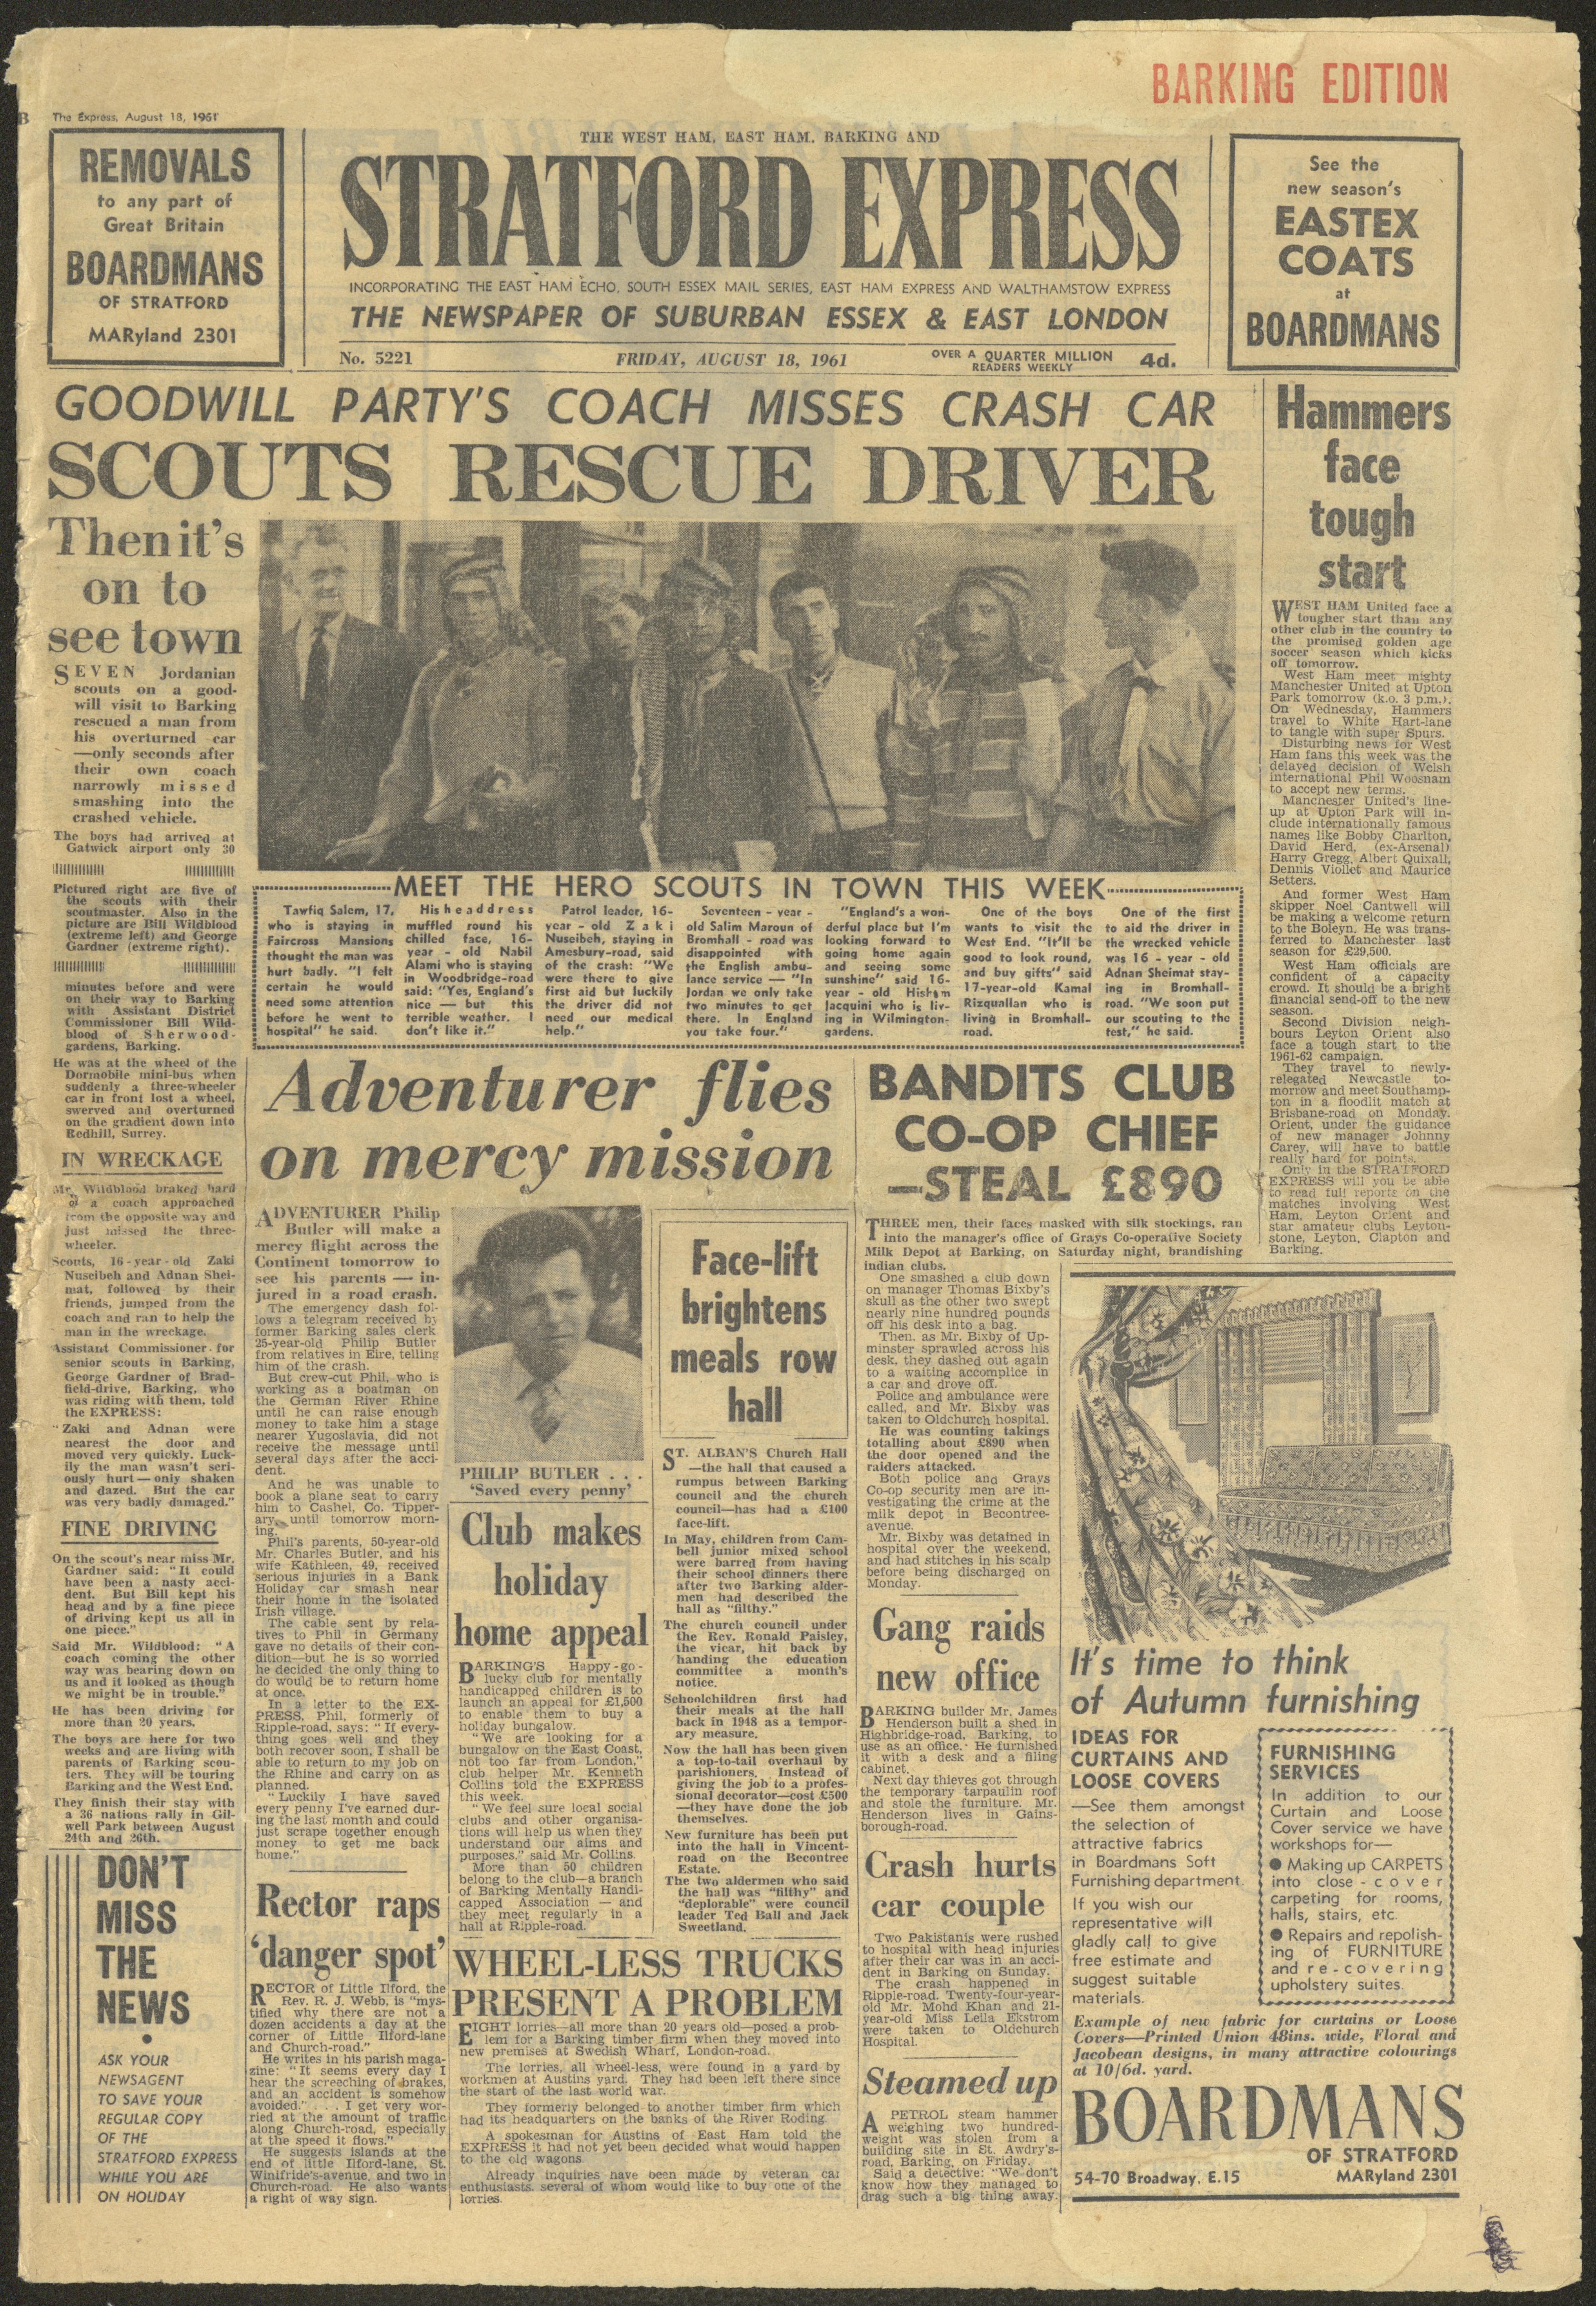 BARKING EDITION
B The Express, August 18, 1961
REMOVALS
to any part of
Great Britain
BOARDMANS
OF STRATFORD
MARyland 2301
THE WEST HAM, EAST HAM, BARKING AND
STRATFORD EXPRESS
INCORPORATING THE EAST HAM ECHO, SOUTH ESSEX MAIL SERIES, EAST HAM EXPRESS AND WALTHAMSTOW EXPRESS
THE NEWSPAPER OF SUBURBAN ESSEX & EAST LONDON
No. 5221
FRIDAY, AUGUST 18, 1961
OVER A QUARTER MILLION
READERS WEEKLY
4d.
See the
new season's
EASTEX
COATS
at
BOARDMANS
GOODWILL PARTY'S COACH MISSES CRASH CAR
SCOUTS RESCUE DRIVER
Then it's
on to
see town
SEVEN Jordanian
scouts on a good-
will visit to Barking
rescued a man from
his overturned car
—only seconds after
their own coach
narrowly missed
smashing into the
crashed vehicle.
The boys had arrived at
Gatwick airport only 30
Pictured right are five of
the scouts with their
scoutmaster. Also in the
picture are Bill Wildblood
(extreme left) and George
Gardner (extreme right).
minutes before and were
on their way to Barking
with Assistant District
Commissioner Bill Wild-
blood of Sherwood-
gardens, Barking.
He was at the wheel of the
Dormobile mini-bus when
suddenly a three-wheeler
car in front lost a wheel,
swerved and overturned
on the gradient down into
Redhill, Surrey.
IN WRECKAGE
Mr. Wildblood braked hard
a coach approached
from the opposite way and
just missed the three-
wheeler.
Scouts, 16-year-old Zaki
Nuseibeh and Adnan Shei-
mat, followed by their
friends, jumped from the
coach and ran to help the
man in the wreckage.
Assistant Commissioner for
senior scouts in Barking,
George Gardner of Brad-
field-drive, Barking, who
was riding with them, told
the EXPRESS:
"Zaki and Adnan were
nearest the door and
moved very quickly. Luck-
ily the man wasn't seri-
ously hurt—only shaken
and dazed. But the car
was very badly damaged."
FINE DRIVING
On the scout's near miss Mr.
Gardner said: "It could
have been a nasty acci-
dent. But Bill kept his
head and by a fine piece
of driving kept us all in
one piece."
Said Mr. Wildblood: "A
coach coming the other
way was bearing down on
us and it looked as though
we might be in trouble."
He has been driving for
more than 20 years.
The boys are here for two
weeks and are living with
parents of Barking scou-
ters. They will be touring
Barking and the West End.
They finish their stay with
a 36 nations rally in Gil-
well Park between August
24th and 26th.
DON'T
MISS
THE
NEWS
•
ASK YOUR
NEWSAGENT
TO SAVE YOUR
REGULAR COPY
OF THE
STRATFORD EXPRESS
WHILE YOU ARE
ON HOLIDAY
MEET THE HERO SCOUTS IN TOWN THIS WEEK
Tawfiq Salem, 17,
who is staying in
Faircross Mansions
thought the man was
hurt badly. "I felt
certain he would
need some attention
before he went to
hospital" he said.
His headdress
muffled round his
chilled face, 16-
year-old Nabil
Alami who is staying
in Woodbridge-road
said: "Yes, England's
nice — but this
terrible weather. I
don't like it."
Patrol leader, 16-
year-old Zaki
Nuseibeh, staying in
Amesbury-road, said
of the crash: "We
were there to give
first aid but luckily
the driver did not
need our medical
help."
Seventeen-year-
old Salim Maroun of
Bromhall-road was
disappointed with
the English ambu-
lance service — "In
Jordan we only take
two minutes to get
there. In England
you take four."
"England's a won-
derful place but I'm
looking forward to
going home again
and seeing some
sunshine" said 16-
year-old Hisham
Jacquini who is liv-
ing in Wilmington-
gardens.
One of the boys
wants to visit the
West End. "It'll be
good to look round,
and buy gifts" said
17-year-old Kamal
Rizquallan who is
living in Bromhall-
road.
One of the first
to aid the driver in
the wrecked vehicle
was 16-year-old
Adnan Sheimat stay-
ing in Bromhall-
road. "We soon put
our scouting to the
test," he said.
Adventurer flies
on mercy mission
ADVENTURER Philip
Butler will make a
mercy flight across the
Continent tomorrow to
see his parents — in-
jured in a road crash.
The emergency dash fol-
lows a telegram received by
former Barking sales clerk
25-year-old Philip Butler
from relatives in Eire, telling
him of the crash.
But crew-cut Phil, who is
working as a boatman on
the German River Rhine
until he can raise enough
money to take him a stage
nearer Yugoslavia, did not
receive the message until
several days after the acci-
dent.
And he was unable to
book a plane seat to carry
him to Cashel, Co. Tipper-
ary, until tomorrow morn-
ing.
Phil's parents, 50-year-old
Mr. Charles Butler, and his
wife Kathleen, 49, received
serious injuries in a Bank
Holiday car smash near
their home in the isolated
Irish village.
The cable sent by rela-
tives to Phil in Germany
gave no details of their con-
dition—but he is so worried
he decided the only thing to
do would be to return home
at once.
In a letter to the EX-
PRESS, Phil, formerly of
Ripple-road, says: "If every-
thing goes well and they
both recover soon, I shall be
able to return to my job on
the Rhine and carry on as
planned.
"Luckily I have saved
every penny I've earned dur-
ing the last month and could
just scrape together enough
money to get me back
home."
Rector raps
'danger spot'
RECTOR of Little Ilford, the
Rev. R. J. Webb, is "mys-
tified why there are not a
dozen accidents a day at the
corner of Little Ilford-lane
and Church-road."
He writes in his parish maga-
zine: "It seems every day I
hear the screeching of brakes,
and an accident is somehow
avoided." . . . I get very wor-
ried at the amount of traffic
along Church-road, especially
at the speed it flows."
He suggests islands at the
end of little Ilford-lane, St.
Winifride's-avenue, and two in
Church-road. He also wants
a right of way sign.
PHILIP BUTLER . . .
'Saved every penny'
Club makes
holiday
home appeal
BARKING'S Happy-go-
lucky club for mentally
handicapped children is to
launch an appeal for £1,500
to enable them to buy a
holiday bungalow.
"We are looking for a
bungalow on the East Coast,
not too far from London,"
club helper Mr. Kenneth
Collins told the EXPRESS
this week.
"We feel sure local social
clubs and other organisa-
tions will help us when they
understand our aims and
purposes," said Mr. Collins.
More than 50 children
belong to the club—a branch
of Barking Mentally Handi-
capped Association — and
they meet regularly in a
hall at Ripple-road.
Face-lift
brightens
meals row
hall
ST. ALBAN'S Church Hall
—the hall that caused a
rumpus between Barking
council and the church
council—has had a £100
face-lift.
In May, children from Cam-
bell junior mixed school
were barred from having
their school dinners there
after two Barking alder-
men had described the
hall as "filthy."
The church council under
the Rev. Ronald Paisley,
the vicar, hit back by
handing the education
committee a month's
notice.
Schoolchildren first had
their meals at the hall
back in 1948 as a tempor-
ary measure.
Now the hall has been given
a top-to-tail overhaul by
parishioners. Instead of
giving the job to a profes-
sional decorator—cost £500
—they have done the job
themselves.
New furniture has been put
into the hall in Vincent-
road on the Becontree
Estate.
The two aldermen who said
the hall was "filthy" and
"deplorable" were council
leader Ted Ball and Jack
Sweetland.
WHEEL-LESS TRUCKS
PRESENT A PROBLEM
EIGHT lorries—all more than 20 years old—posed a prob-
lem for a Barking timber firm when they moved into
new premises at Swedish Wharf, London-road.
The lorries, all wheel-less, were found in a yard by
workmen at Austins yard. They had been left there since
the start of the last world war.
They formerly belonged to another timber firm which
had its headquarters on the banks of the River Roding.
A spokesman for Austins of East Ham told the
EXPRESS it had not yet been decided what would happen
to the old wagons.
Already inquiries have been made by veteran car
enthusiasts, several of whom would like to buy one of the
lorries.
BANDITS CLUB
CO-OP CHIEF
—STEAL £890
THREE men, their faces masked with silk stockings, ran
into the manager's office of Grays Co-operative Society
Milk Depot at Barking, on Saturday night, brandishing
indian clubs.
One smashed a club down
on manager Thomas Bixby's
skull as the other two swept
nearly nine hundred pounds
off his desk into a bag.
Then, as Mr. Bixby of Up-
minster sprawled across his
desk, they dashed out again
to a waiting accomplice in
a car and drove off.
Police and ambulance were
called, and Mr. Bixby was
taken to Oldchurch hospital.
He was counting takings
totalling about £890 when
the door opened and the
raiders attacked.
Both police and Grays
Co-op security men are in-
vestigating the crime at the
milk depot in Becontree-
avenue.
Mr. Bixby was detained in
hospital over the weekend,
and had stitches in his scalp
before being discharged on
Monday.
Gang raids
new office
BARKING builder Mr. James
Henderson built a shed in
Highbridge-road, Barking, to
use as an office. He furnished
it with a desk and a filing
cabinet.
Next day thieves got through
the temporary tarpaulin roof
and stole the furniture. Mr.
Henderson lives in Gains-
borough-road.
Crash hurts
car couple
Two Pakistanis were rushed
to hospital with head injuries
after their car was in an acci-
dent in Barking on Sunday.
The crash happened in
Ripple-road. Twenty-four-year-
old Mr. Mohd Khan and 21-
year-old Miss Leila Ekstrom
were taken to Oldchurch
Hospital.
Steamed up
A PETROL steam hammer
weighing two hundred-
weight was stolen from a
building site in St. Awdry's-
road, Barking, on Friday.
Said a detective: "We don't
know how they managed to
drag such a big thing away.
Hammers
face
tough
start
WEST HAM United face a
tougher start than any
other club in the country to
the promised golden age
soccer season which kicks
off tomorrow.
West Ham meet mighty
Manchester United at Upton
Park tomorrow (k.o. 3 p.m.).
On Wednesday, Hammers
travel to White Hart-lane
to tangle with super Spurs.
Disturbing news for West
Ham fans this week was the
delayed decision of Welsh
international Phil Woosnam
to accept new terms.
Manchester United's line-
up at Upton Park will in-
clude internationally famous
names like Bobby Charlton,
David Herd, (ex-Arsenal)
Harry Gregg, Albert Quixall,
Dennis Viollet and Maurice
Setters.
And former West Ham
skipper Noel Cantwell will
be making a welcome return
to the Boleyn. He was trans-
ferred to Manchester last
season for £29,500.
West Ham officials are
confident of a capacity
crowd. It should be a bright
financial send-off to the new
season.
Second Division neigh-
bours Leyton Orient also
face a tough start to the
1961-62 campaign.
They travel to newly-
relegated Newcastle to-
morrow and meet Southamp-
ton in a floodlit match at
Brisbane-road on Monday.
Orient, under the guidance
of new manager Johnny
Carey, will have to battle
really hard for points.
Only in the STRATFORD
EXPRESS will you be able
to read full reports on the
matches involving West
Ham, Leyton Orient and
star amateur clubs Leyton-
stone, Leyton, Clapton and
Barking.
It's time to think
of Autumn furnishing
IDEAS FOR
CURTAINS AND
LOOSE COVERS
—See them amongst
the selection of
attractive fabrics
in Boardmans Soft
Furnishing department.
If you wish our
representative will
gladly call to give
free estimate and
suggest suitable
materials.
FURNISHING
SERVICES
In addition to our
Curtain and Loose
Cover service we have
workshops for—
● Making up CARPETS
into close-cover
carpeting for rooms,
halls, stairs, etc.
● Repairs and repolish-
ing of FURNITURE
and re-covering
upholstery suites.
Example of new fabric for curtains or Loose
Covers—Printed Union 48ins. wide, Floral and
Jacobean designs, in many attractive colourings
at 10/6d. yard.
BOARDMANS
OF STRATFORD
54-70 Broadway, E.15
MARyland 2301